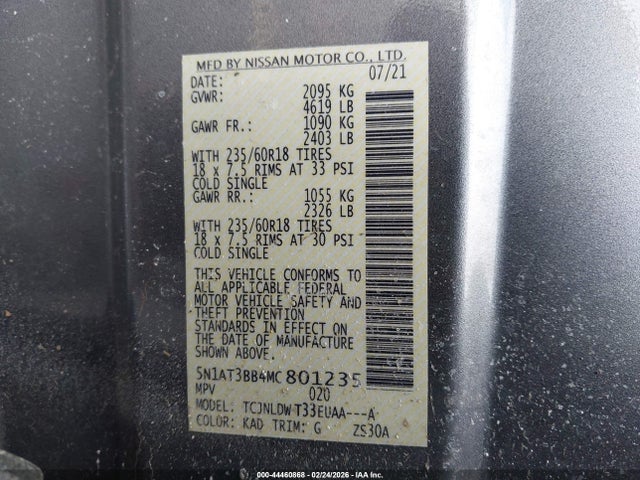 MFD BY NISSAN MOTOR CO., LTD.
DATE: 07/21
GVWR: 2095 KG
4619 LB
GAWR FR.: 1090 KG
2403 LB
WITH 235/60R18 TIRES
18 x 7.5 RIMS AT 33 PSI
COLD SINGLE
GAWR RR.: 1055 KG
2326 LB
WITH 235/60R18 TIRES
18 x 7.5 RIMS AT 30 PSI
COLD SINGLE
THIS VEHICLE CONFORMS TO
ALL APPLICABLE FEDERAL
MOTOR VEHICLE SAFETY AND
THEFT PREVENTION
STANDARDS IN EFFECT ON
THE DATE OF MANUFACTURE
SHOWN ABOVE.
5N1AT3BB4MC801235
MPV 020
MODEL: TCJNLDWT33EUAA---A
COLOR: KAD TRIM: G ZS30A
000-44460868 - 02/24/2026 - IAAI.CA